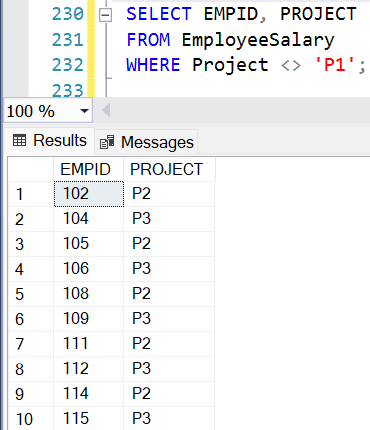 230 SELECT EMPID, PROJECT
231 FROM EmployeeSalary
232 WHERE Project <> 'P1';
233
100 %
Results Messages
EMPID PROJECT
1 102 P2
2 104 P3
3 105 P2
4 106 P3
5 108 P2
6 109 P3
7 111 P2
8 112 P3
9 114 P2
10 115 P3